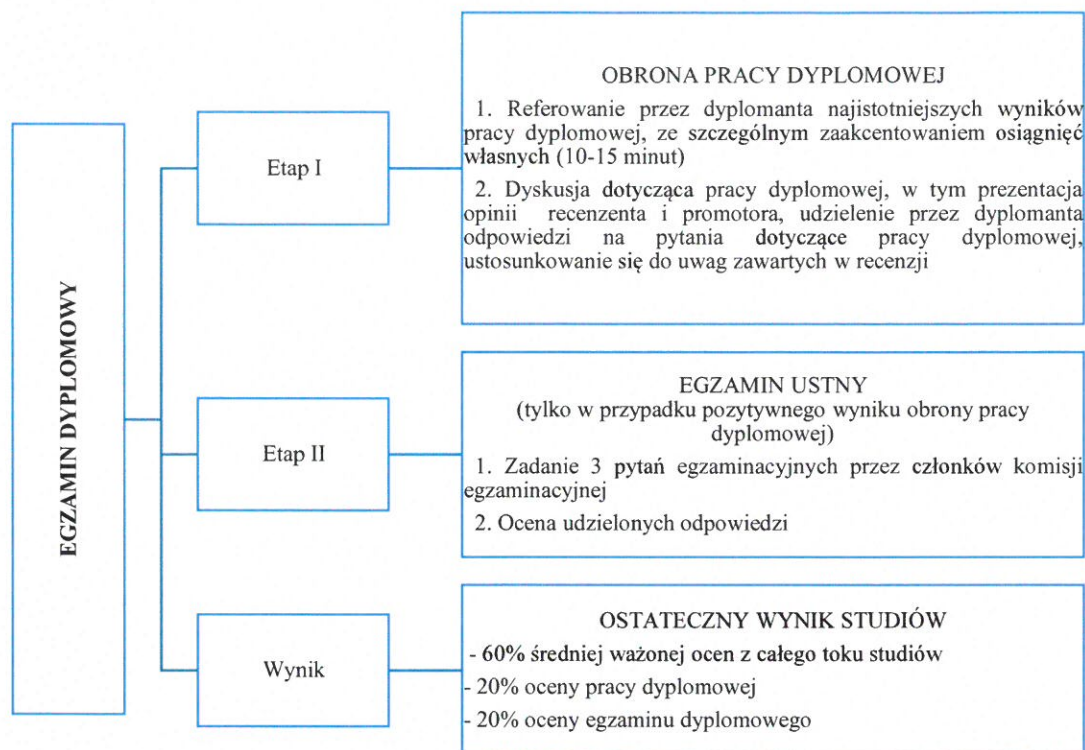 EGZAMIN DYPLOMOWY
Etap I
OBRONA PRACY DYPLOMOWEJ
1. Referowanie przez dyplomanta najistotniejszych wyników
pracy dyplomowej, ze szczególnym zaakcentowaniem osiągnięć
własnych (10-15 minut)
2. Dyskusja dotycząca pracy dyplomowej, w tym prezentacja
opinii recenzenta i promotora, udzielenie przez dyplomanta
odpowiedzi na pytania dotyczące pracy dyplomowej,
ustosunkowanie się do uwag zawartych w recenzji
Etap II
EGZAMIN USTNY
(tylko w przypadku pozytywnego wyniku obrony pracy
dyplomowej)
1. Zadanie 3 pytań egzaminacyjnych przez członków komisji
egzaminacyjnej
2. Ocena udzielonych odpowiedzi
Wynik
OSTATECZNY WYNIK STUDIÓW
- 60% średniej ważonej ocen z całego toku studiów
- 20% oceny pracy dyplomowej
- 20% oceny egzaminu dyplomowego